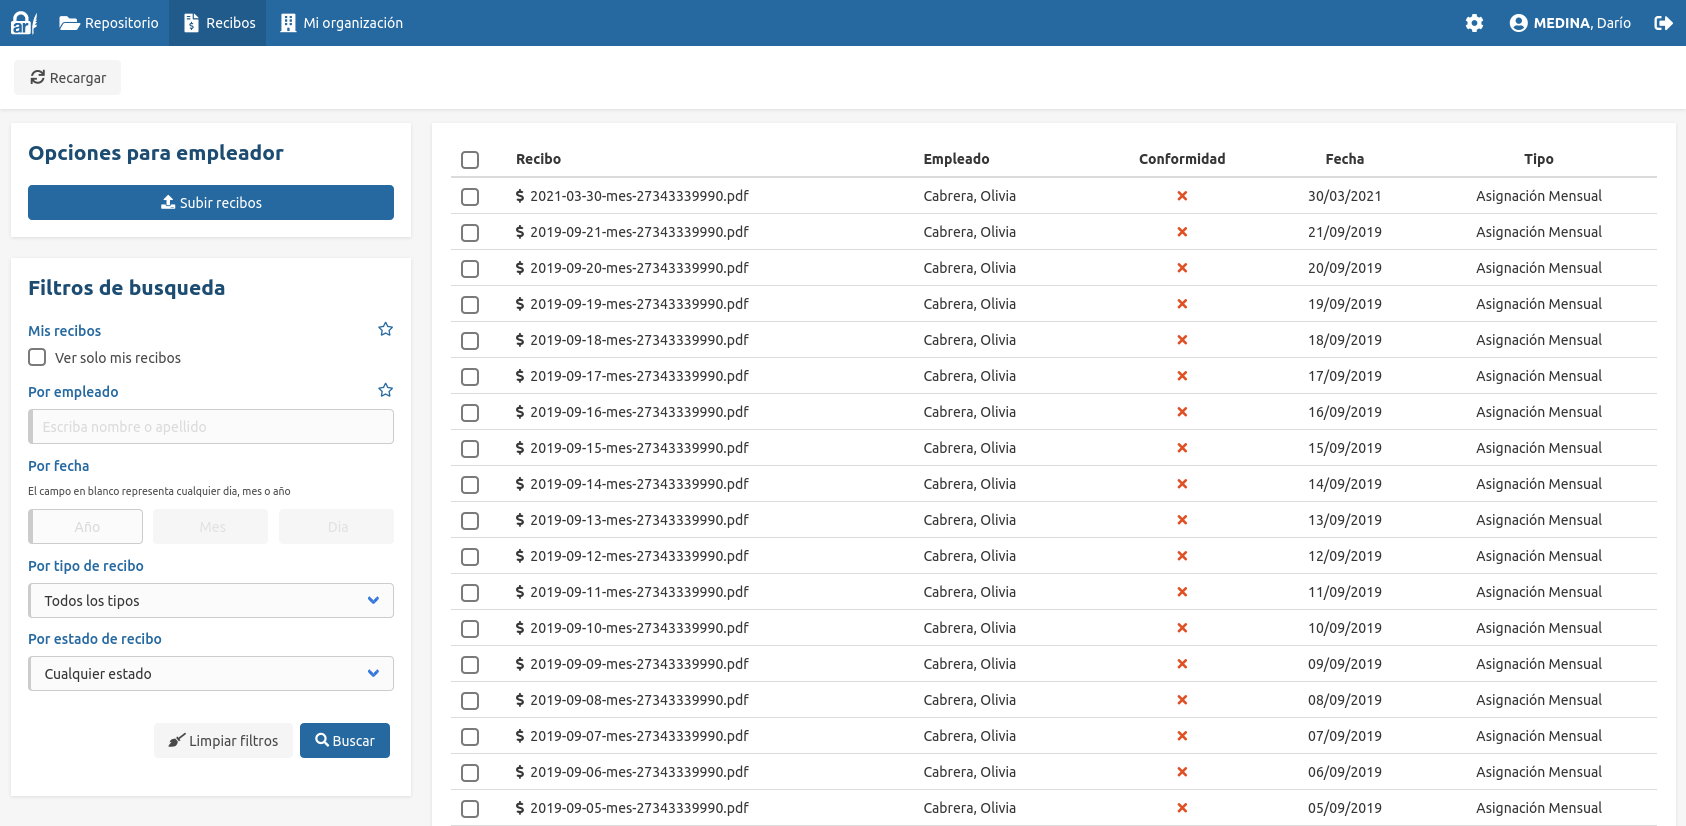 ar Repositorio Recibos Mi organización MEDINA, Darío
Recargar
Opciones para empleador
Subir recibos
Filtros de busqueda
Mis recibos
Ver solo mis recibos
Por empleado
Escriba nombre o apellido
Por fecha
El campo en blanco representa cualquier dia, mes o año
Año Mes Dia
Por tipo de recibo
Todos los tipos
Por estado de recibo
Cualquier estado
Limpiar filtros Buscar
Recibo Empleado Conformidad Fecha Tipo
$ 2021-03-30-mes-27343339990.pdf Cabrera, Olivia 30/03/2021 Asignación Mensual
$ 2019-09-21-mes-27343339990.pdf Cabrera, Olivia 21/09/2019 Asignación Mensual
$ 2019-09-20-mes-27343339990.pdf Cabrera, Olivia 20/09/2019 Asignación Mensual
$ 2019-09-19-mes-27343339990.pdf Cabrera, Olivia 19/09/2019 Asignación Mensual
$ 2019-09-18-mes-27343339990.pdf Cabrera, Olivia 18/09/2019 Asignación Mensual
$ 2019-09-17-mes-27343339990.pdf Cabrera, Olivia 17/09/2019 Asignación Mensual
$ 2019-09-16-mes-27343339990.pdf Cabrera, Olivia 16/09/2019 Asignación Mensual
$ 2019-09-15-mes-27343339990.pdf Cabrera, Olivia 15/09/2019 Asignación Mensual
$ 2019-09-14-mes-27343339990.pdf Cabrera, Olivia 14/09/2019 Asignación Mensual
$ 2019-09-13-mes-27343339990.pdf Cabrera, Olivia 13/09/2019 Asignación Mensual
$ 2019-09-12-mes-27343339990.pdf Cabrera, Olivia 12/09/2019 Asignación Mensual
$ 2019-09-11-mes-27343339990.pdf Cabrera, Olivia 11/09/2019 Asignación Mensual
$ 2019-09-10-mes-27343339990.pdf Cabrera, Olivia 10/09/2019 Asignación Mensual
$ 2019-09-09-mes-27343339990.pdf Cabrera, Olivia 09/09/2019 Asignación Mensual
$ 2019-09-08-mes-27343339990.pdf Cabrera, Olivia 08/09/2019 Asignación Mensual
$ 2019-09-07-mes-27343339990.pdf Cabrera, Olivia 07/09/2019 Asignación Mensual
$ 2019-09-06-mes-27343339990.pdf Cabrera, Olivia 06/09/2019 Asignación Mensual
$ 2019-09-05-mes-27343339990.pdf Cabrera, Olivia 05/09/2019 Asignación Mensual